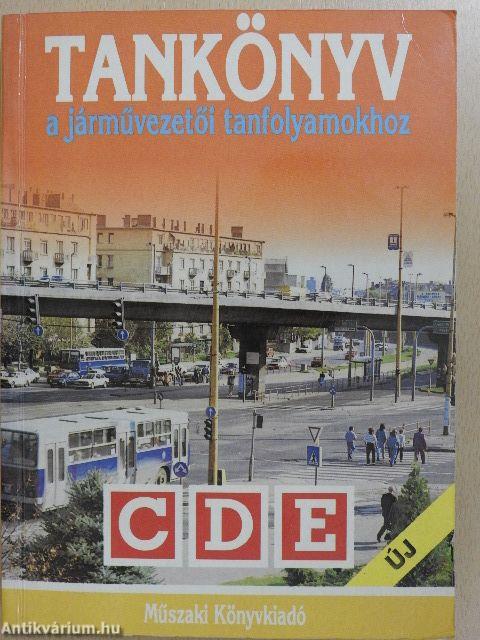 TANKÖNYV
a járművezetői tanfolyamokhoz
C D E
ÚJ
Műszaki Könyvkiadó
Antikvárium.hu